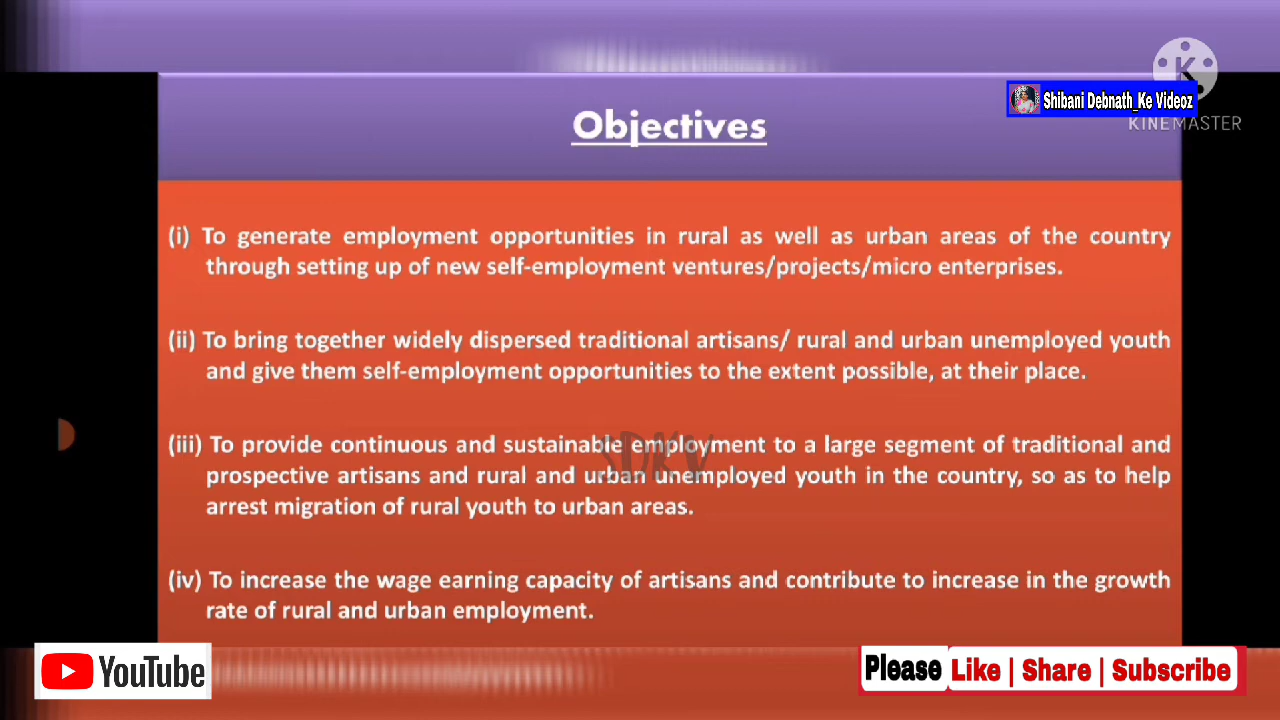 K
Shibani Debnath_Ke Videoz
KINEMASTER
Objectives
(i) To generate employment opportunities in rural as well as urban areas of the country
through setting up of new self-employment ventures/projects/micro enterprises.
(ii) To bring together widely dispersed traditional artisans/ rural and urban unemployed youth
and give them self-employment opportunities to the extent possible, at their place.
(iii) To provide continuous and sustainable employment to a large segment of traditional and
prospective artisans and rural and urban unemployed youth in the country, so as to help
arrest migration of rural youth to urban areas.
SDKV
(iv) To increase the wage earning capacity of artisans and contribute to increase in the growth
rate of rural and urban employment.
YouTube
Please Like | Share | Subscribe